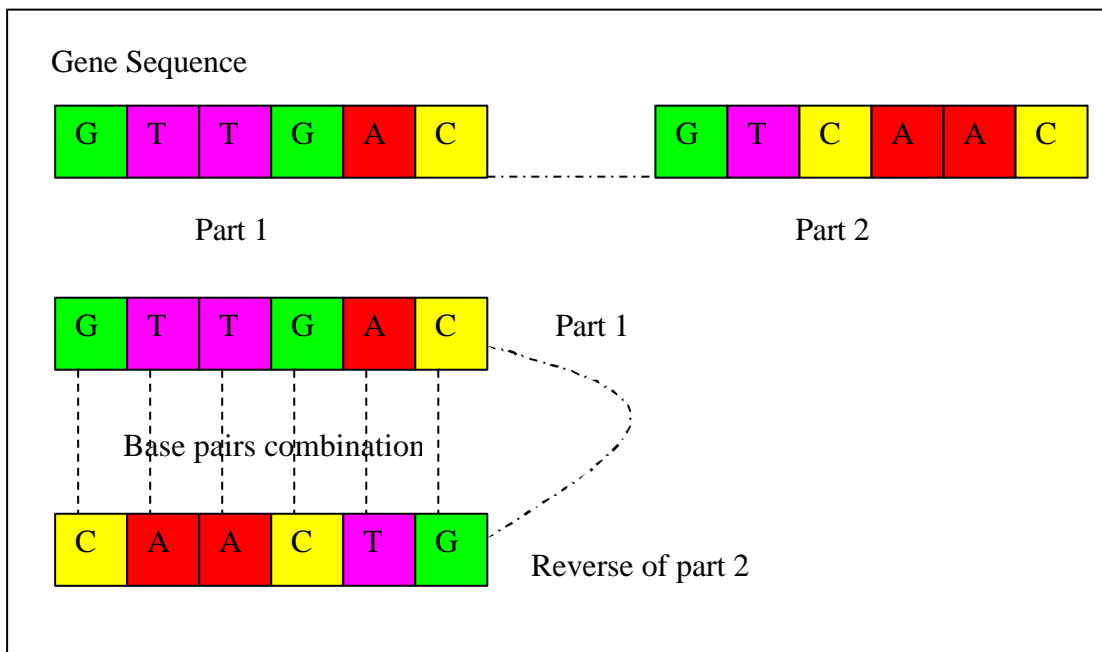 Gene Sequence
G T T G A C G T C A A C
Part 1 Part 2
G T T G A C Part 1
Base pairs combination
C A A C T G
Reverse of part 2